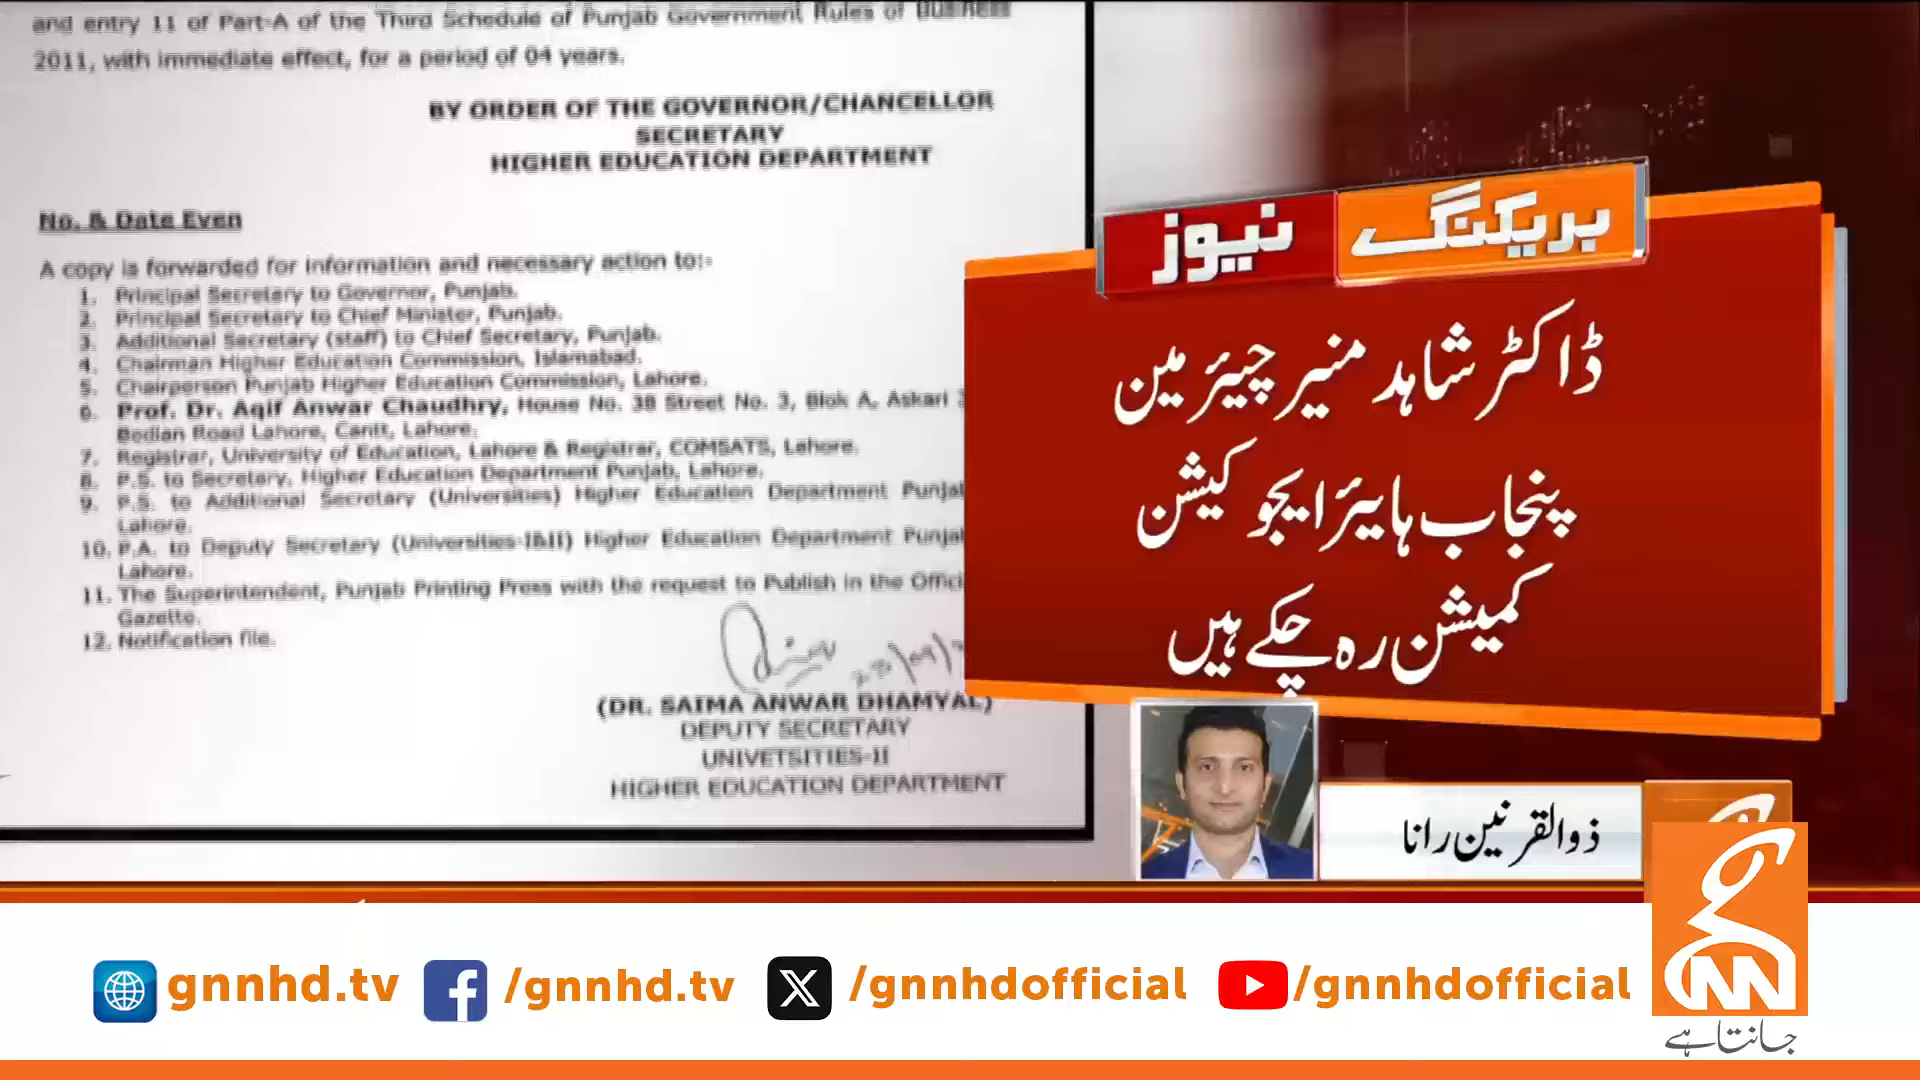 and entry 11 of Part-A of the Third Schedule of Punjab Government Rules of Business
2011, with immediate effect, for a period of 04 years.
BY ORDER OF THE GOVERNOR/CHANCELLOR
SECRETARY
HIGHER EDUCATION DEPARTMENT
No. & Date Even
A copy is forwarded for information and necessary action to:-
1. Principal Secretary to Governor, Punjab.
2. Principal Secretary to Chief Minister, Punjab.
3. Additional Secretary (staff) to Chief Secretary, Punjab.
4. Chairman Higher Education Commission, Islamabad.
5. Chairperson Punjab Higher Education Commission, Lahore.
6. Prof. Dr. Aqif Anwar Chaudhry, House No. 38 Street No. 3, Blok A, Askari
Bedian Road Lahore, Cantt, Lahore.
7. Registrar, University of Education, Lahore & Registrar, COMSATS, Lahore.
8. P.S. to Secretary, Higher Education Department Punjab, Lahore.
9. P.S. to Additional Secretary (Universities) Higher Education Department Punjab
Lahore.
10. P.A. to Deputy Secretary (Universities-I&II) Higher Education Department Punjab
Lahore.
11. The Superintendent, Punjab Printing Press with the request to Publish in the Offici
Gazette.
12. Notification file.
(DR. SAIMA ANWAR DHAMYAL)
DEPUTY SECRETARY
UNIVETSITIES-II
HIGHER EDUCATION DEPARTMENT
بریکنگ نیوز
ڈاکٹر شاہد منیر چیئرمین
پنجاب ہایئر ایجوکیشن
کمیشن رہ چکے ہیں
ذوالقرنین رانا
gnnhd.tv /gnnhd.tv /gnnhdofficial /gnnhdofficial
GNN
جانتا ہے